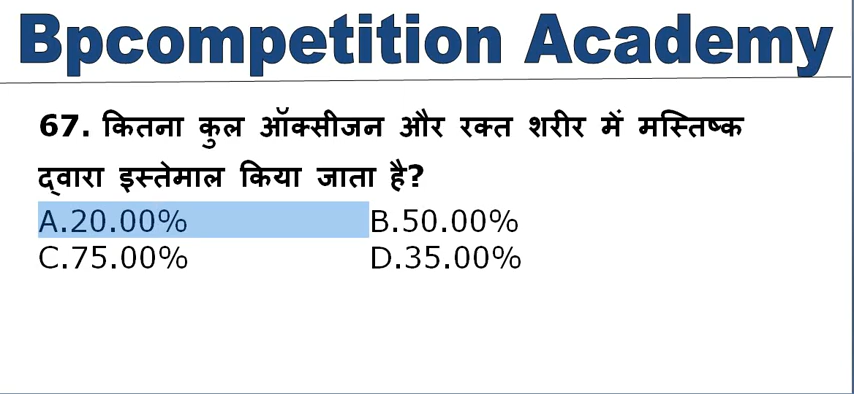 Bpcompetition Academy
67. कितना कुल ऑक्सीजन और रक्त शरीर में मस्तिष्क
द्वारा इस्तेमाल किया जाता है?
A.20.00% B.50.00%
C.75.00% D.35.00%